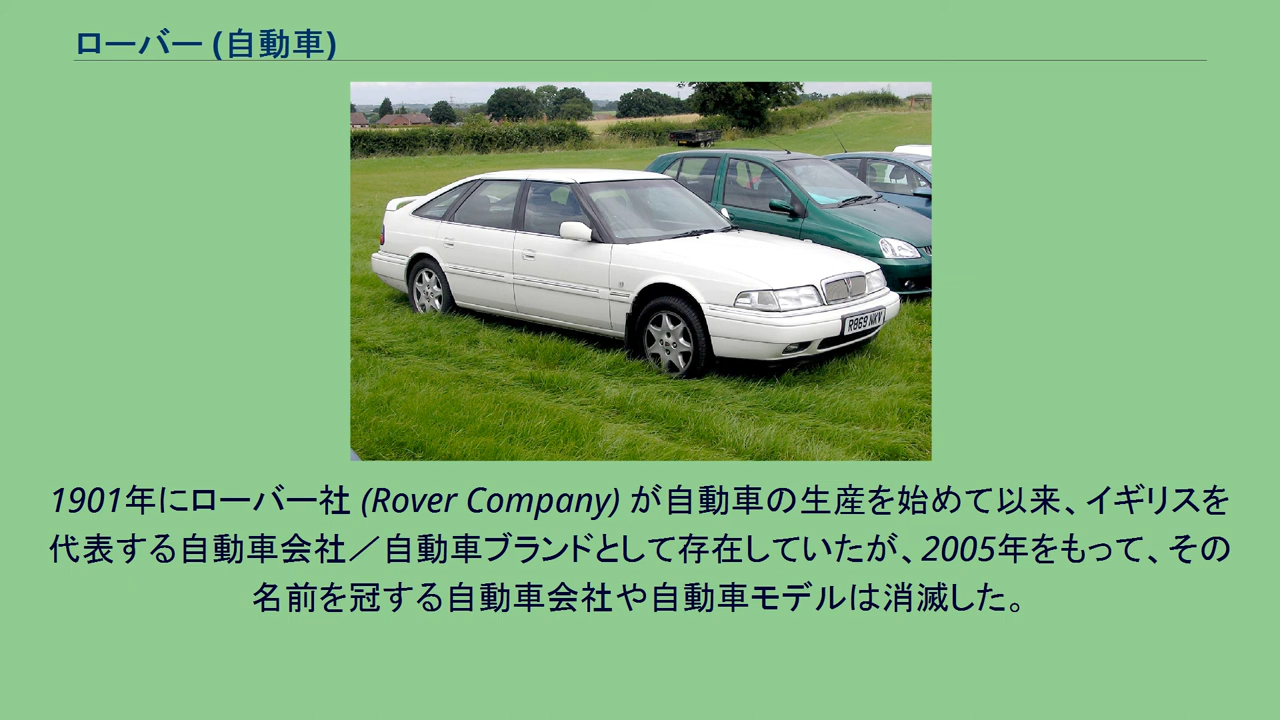 ローバー (自動車)
R869 NKV
1901年にローバー社 (Rover Company) が自動車の生産を始めて以来、イギリスを
代表する自動車会社／自動車ブランドとして存在していたが、2005年をもって、その
名前を冠する自動車会社や自動車モデルは消滅した。